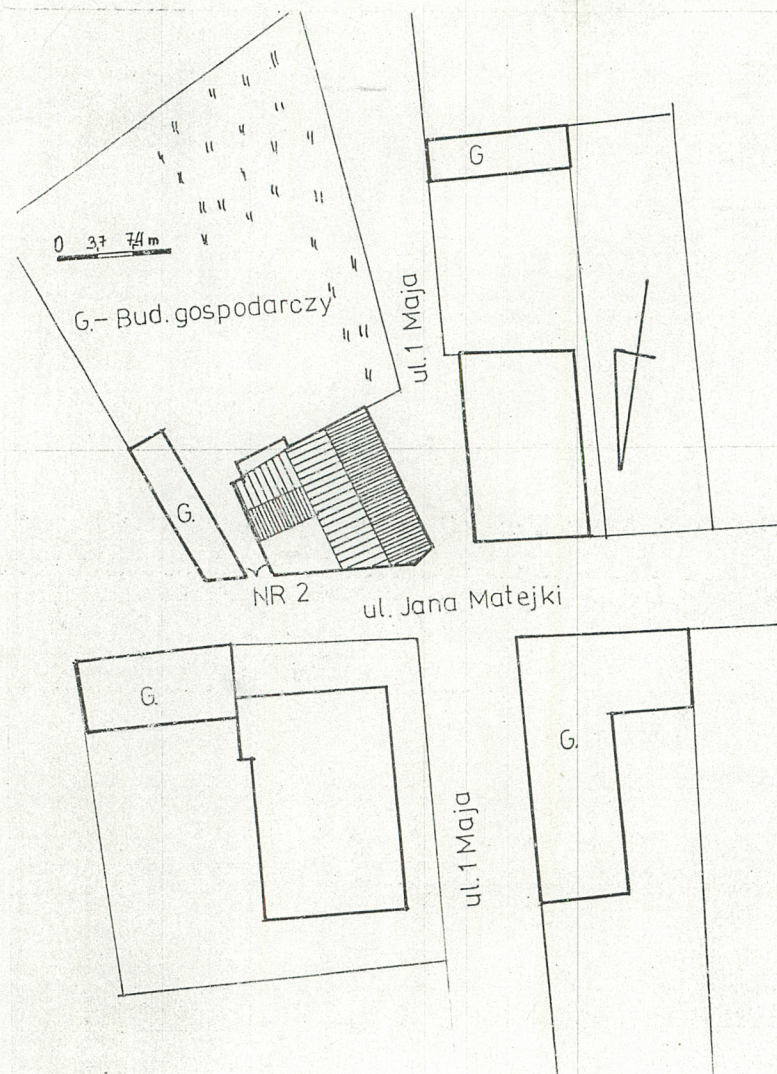 G
0 3,7 7,4 m
G.- Bud. gospodarczy
ul. 1 Maja
G.
NR 2
ul. Jana Matejki
G.
G.
ul. 1 Maja